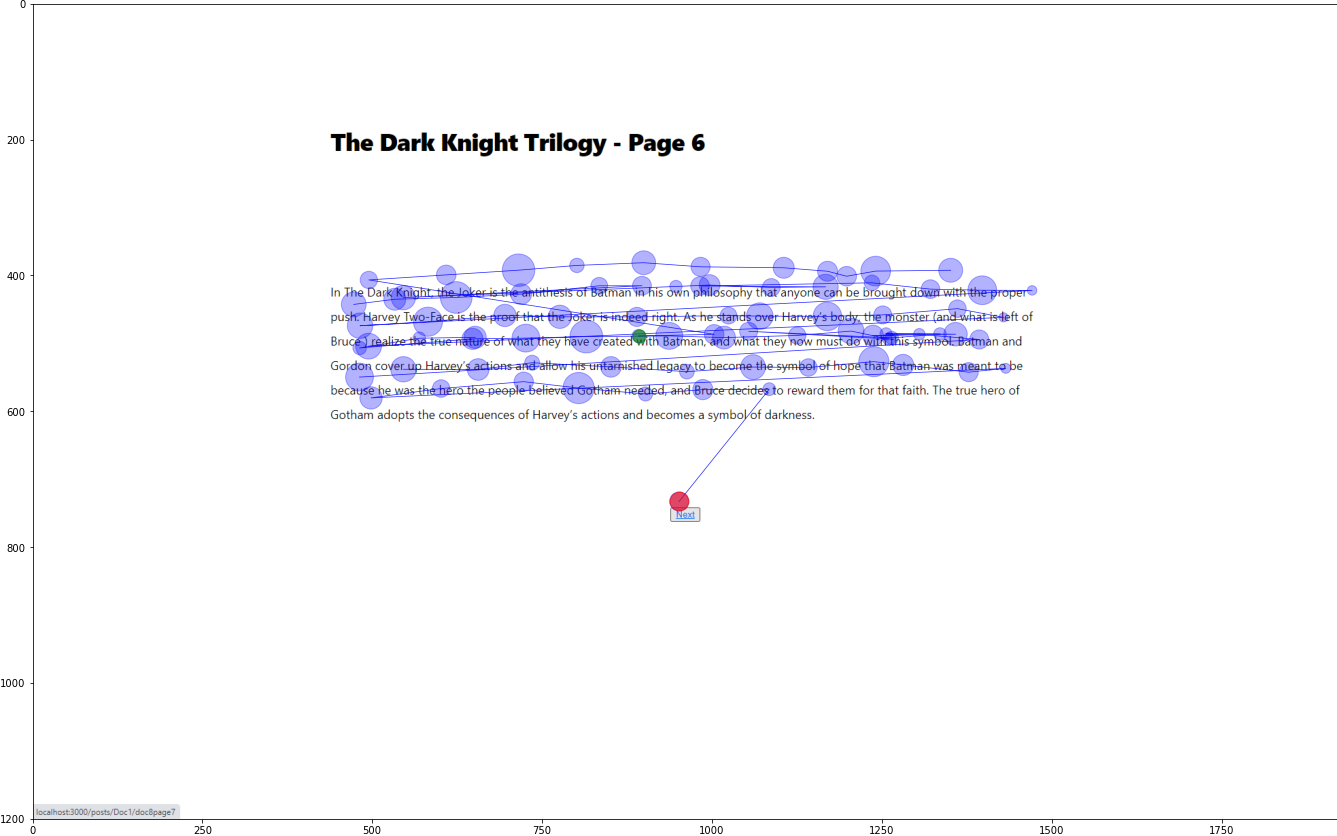 0
200
The Dark Knight Trilogy - Page 6
400
In The Dark Knight, the Joker is the antithesis of Batman in his own philosophy that anyone can be brought down with the proper
push. Harvey Two-Face is the proof that the Joker is indeed right. As he stands over Harvey's body, the monster (and what is left of
Bruce ) realize the true nature of what they have created with Batman, and what they now must do with this symbol. Batman and
Gordon cover up Harvey's actions and allow his untarnished legacy to become the symbol of hope that Batman was meant to be
because he was the hero the people believed Gotham needed, and Bruce decides to reward them for that faith. The true hero of
600
Gotham adopts the consequences of Harvey's actions and becomes a symbol of darkness.
Next
800
1000
localhost:3000/posts/Doc1/doc8page7
1200
0 250 500 750 1000 1250 1500 1750